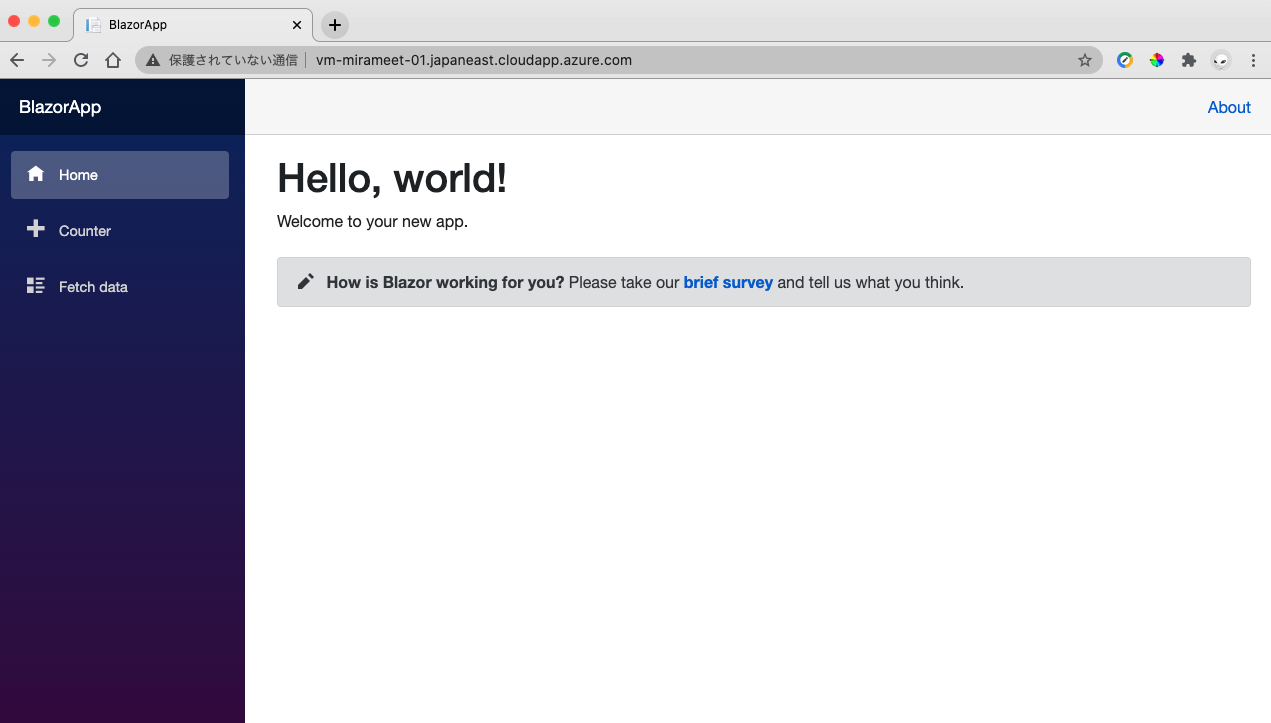 BlazorApp
保護されていない通信 vm-mirameet-01.japaneast.cloudapp.azure.com
BlazorApp
About
Home
Counter
Fetch data
Hello, world!
Welcome to your new app.
How is Blazor working for you? Please take our brief survey and tell us what you think.